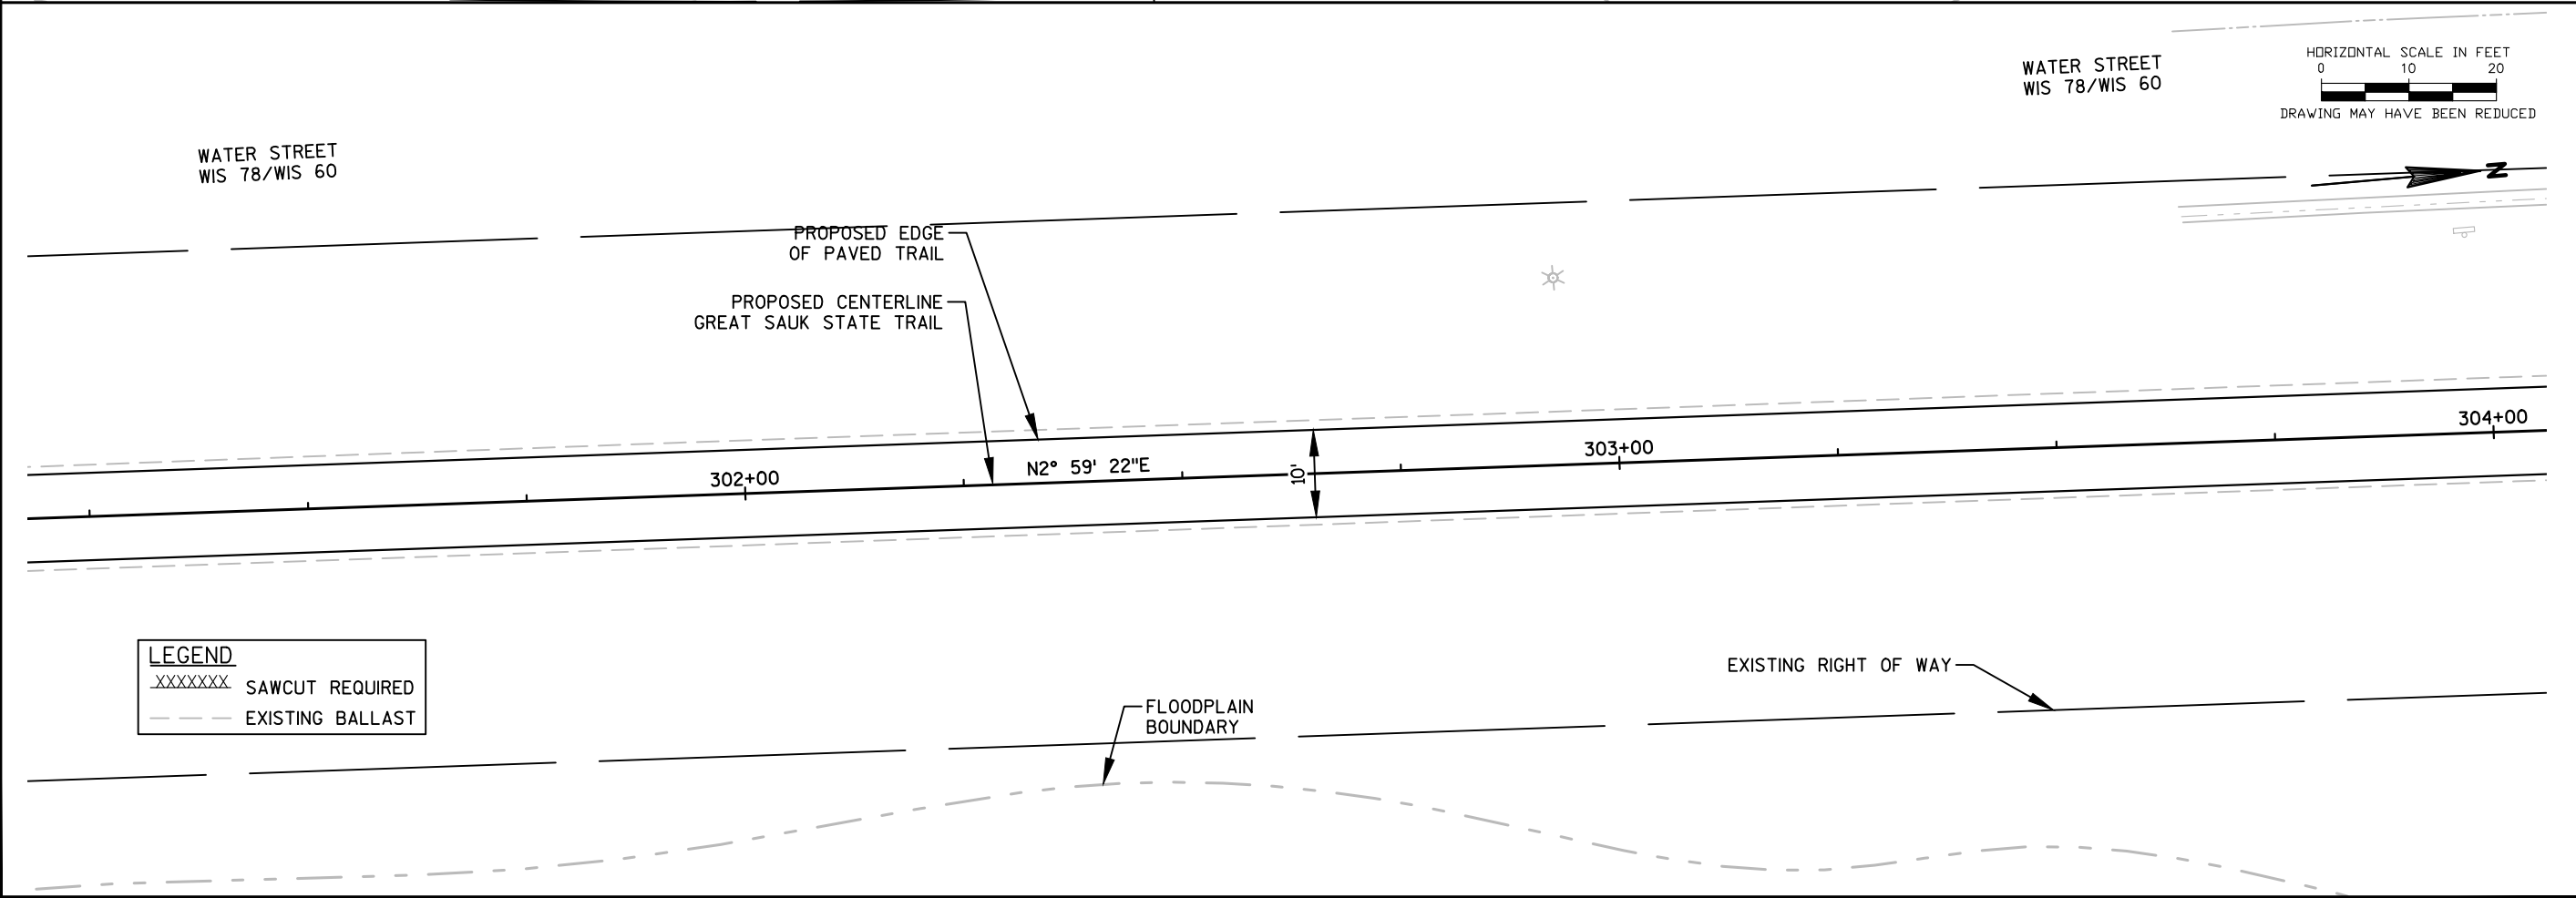 WATER STREET
WIS 78/WIS 60
HORIZONTAL SCALE IN FEET
0 10 20
DRAWING MAY HAVE BEEN REDUCED
WATER STREET
WIS 78/WIS 60
N
PROPOSED EDGE
OF PAVED TRAIL
PROPOSED CENTERLINE
GREAT SAUK STATE TRAIL
302+00
N2° 59' 22"E
10'
303+00
304+00
LEGEND
XXXXXXX SAWCUT REQUIRED
EXISTING BALLAST
FLOODPLAIN
BOUNDARY
EXISTING RIGHT OF WAY